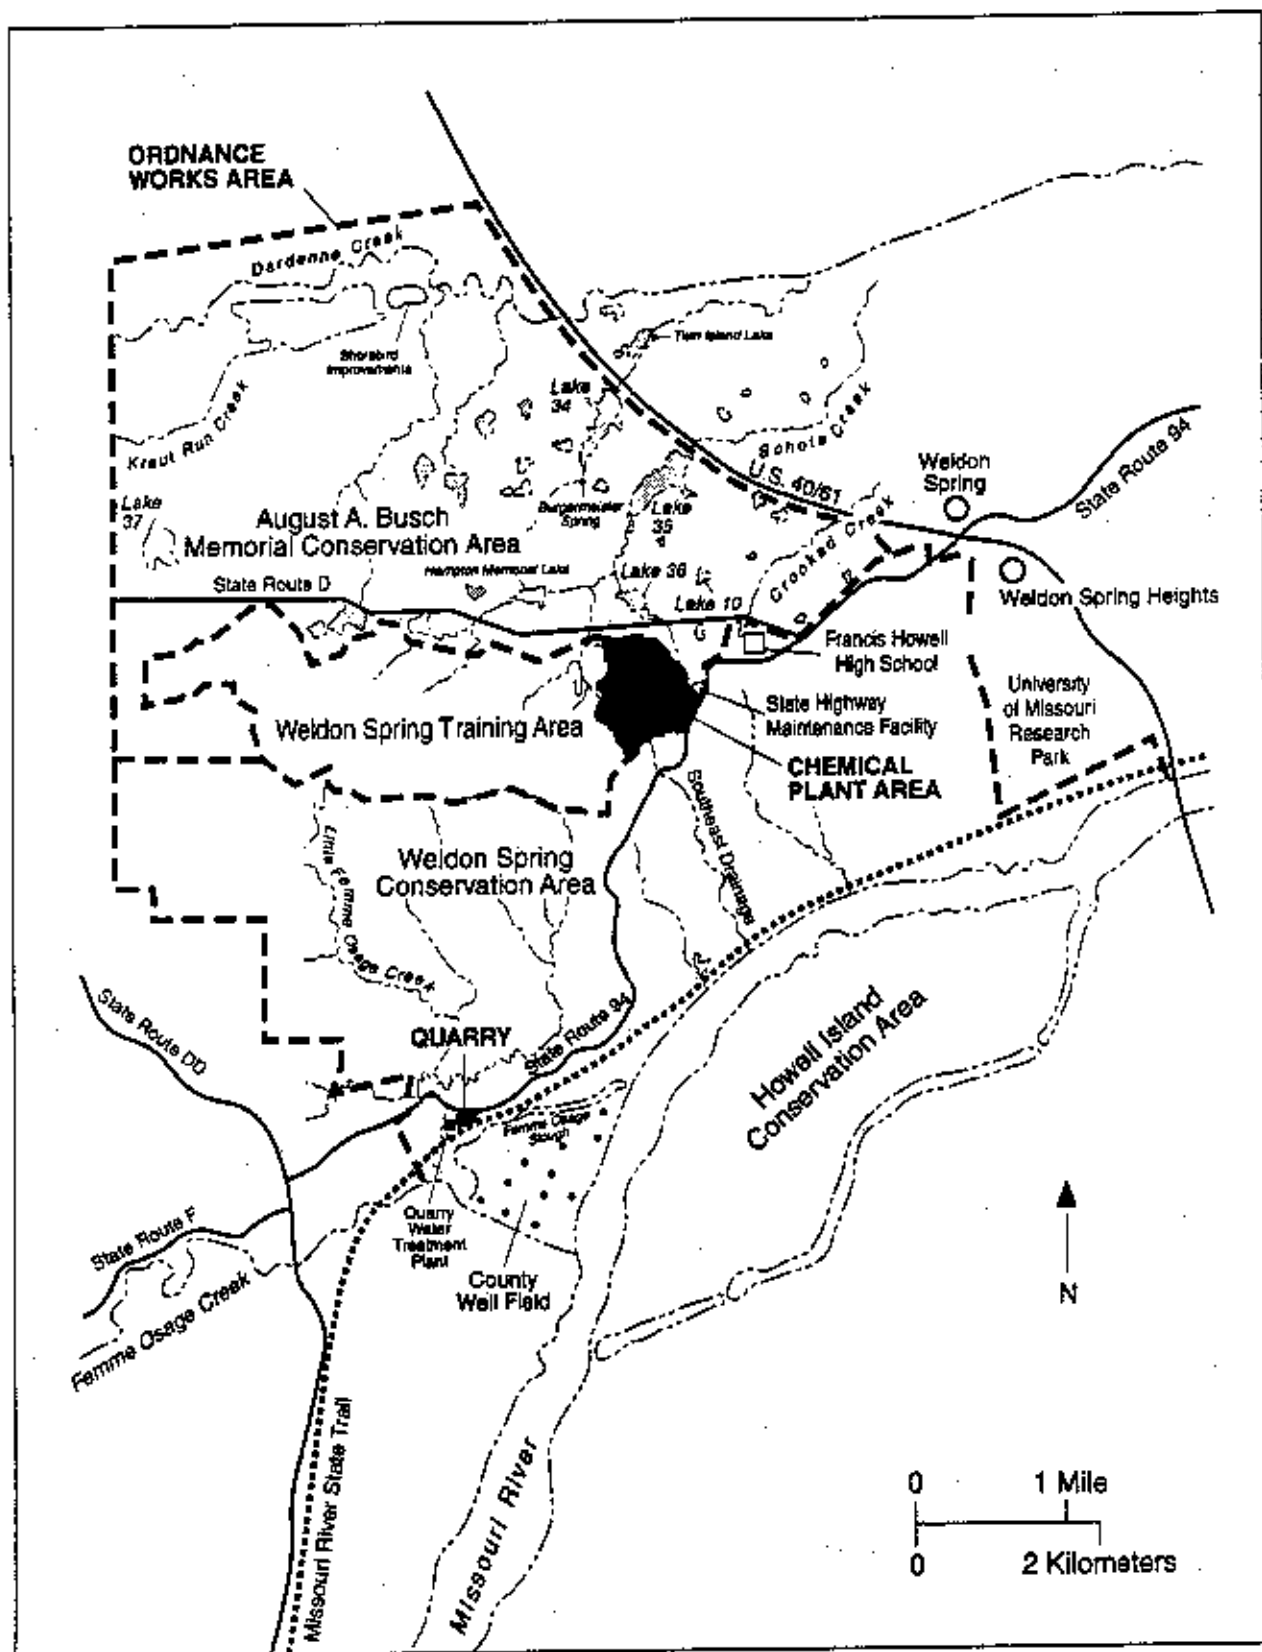 ORDNANCE
WORKS AREA
Dardenne Creek
Shorebird
Improvements
Twin Island Lake
Kraut Run Creek
Lake
34
Schote Creek
U.S. 40/61
Weldon
Spring
State Route 94
Lake
37
August A. Busch
Memorial Conservation Area
Burgermeister
Spring
Lake
35
Crooked Creek
Hampton Memorial Lake
Lake 36
State Route D
Lake 10
Weldon Spring Heights
Francis Howell
High School
State Highway
Maintenance Facility
University
of Missouri
Research
Park
Weldon Spring Training Area
CHEMICAL
PLANT AREA
Southeast Drainage
Weldon Spring
Conservation Area
Little Femme Osage Creek
State Route DD
QUARRY
State Route 94
Howell Island
Conservation Area
Femme Osage
Slough
State Route F
Quarry
Water
Treatment
Plant
County
Well Field
Femme Osage Creek
N
Missouri River State Trail
Missouri River
0 1 Mile
0 2 Kilometers